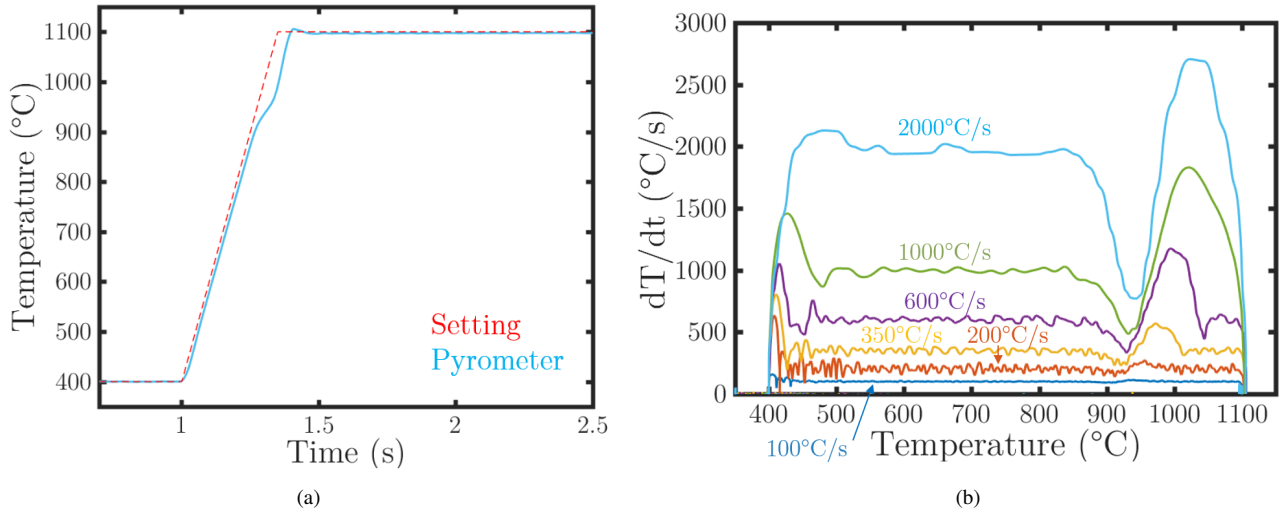 1100
1000
900
800
700
600
500
400
Temperature (°C)
Setting
Pyrometer
1
1.5
2
2.5
Time (s)
(a)
3000
2500
2000
1500
1000
500
0
dT/dt (°C/s)
2000°C/s
1000°C/s
600°C/s
350°C/s
200°C/s
100°C/s
400
500
600
700
800
900
1000
1100
Temperature (°C)
(b)